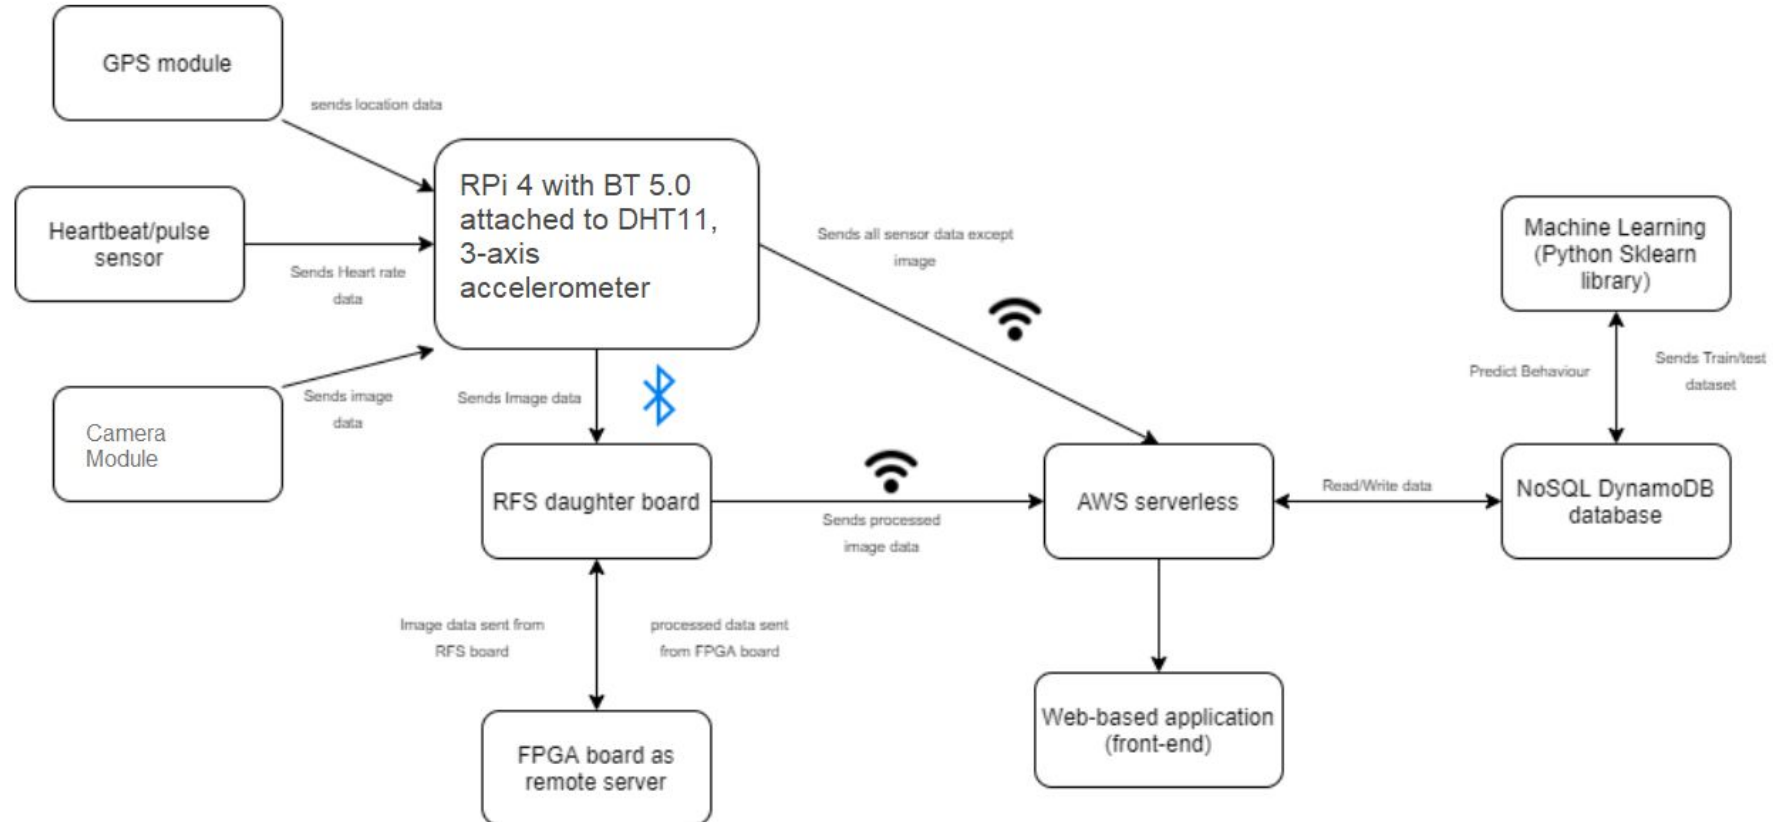 GPS module
sends location data
RPi 4 with BT 5.0
attached to DHT11,
3-axis
accelerometer
Heartbeat/pulse
sensor
Sends Heart rate
data
Sends all sensor data except
image
Machine Learning
(Python Sklearn
library)
Predict Behaviour
Sends Train/test
dataset
Camera
Module
Sends image
data
Sends Image data
RFS daughter board
Sends processed
image data
AWS serverless
Read/Write data
NoSQL DynamoDB
database
Image data sent from
RFS board
processed data sent
from FPGA board
FPGA board as
remote server
Web-based application
(front-end)